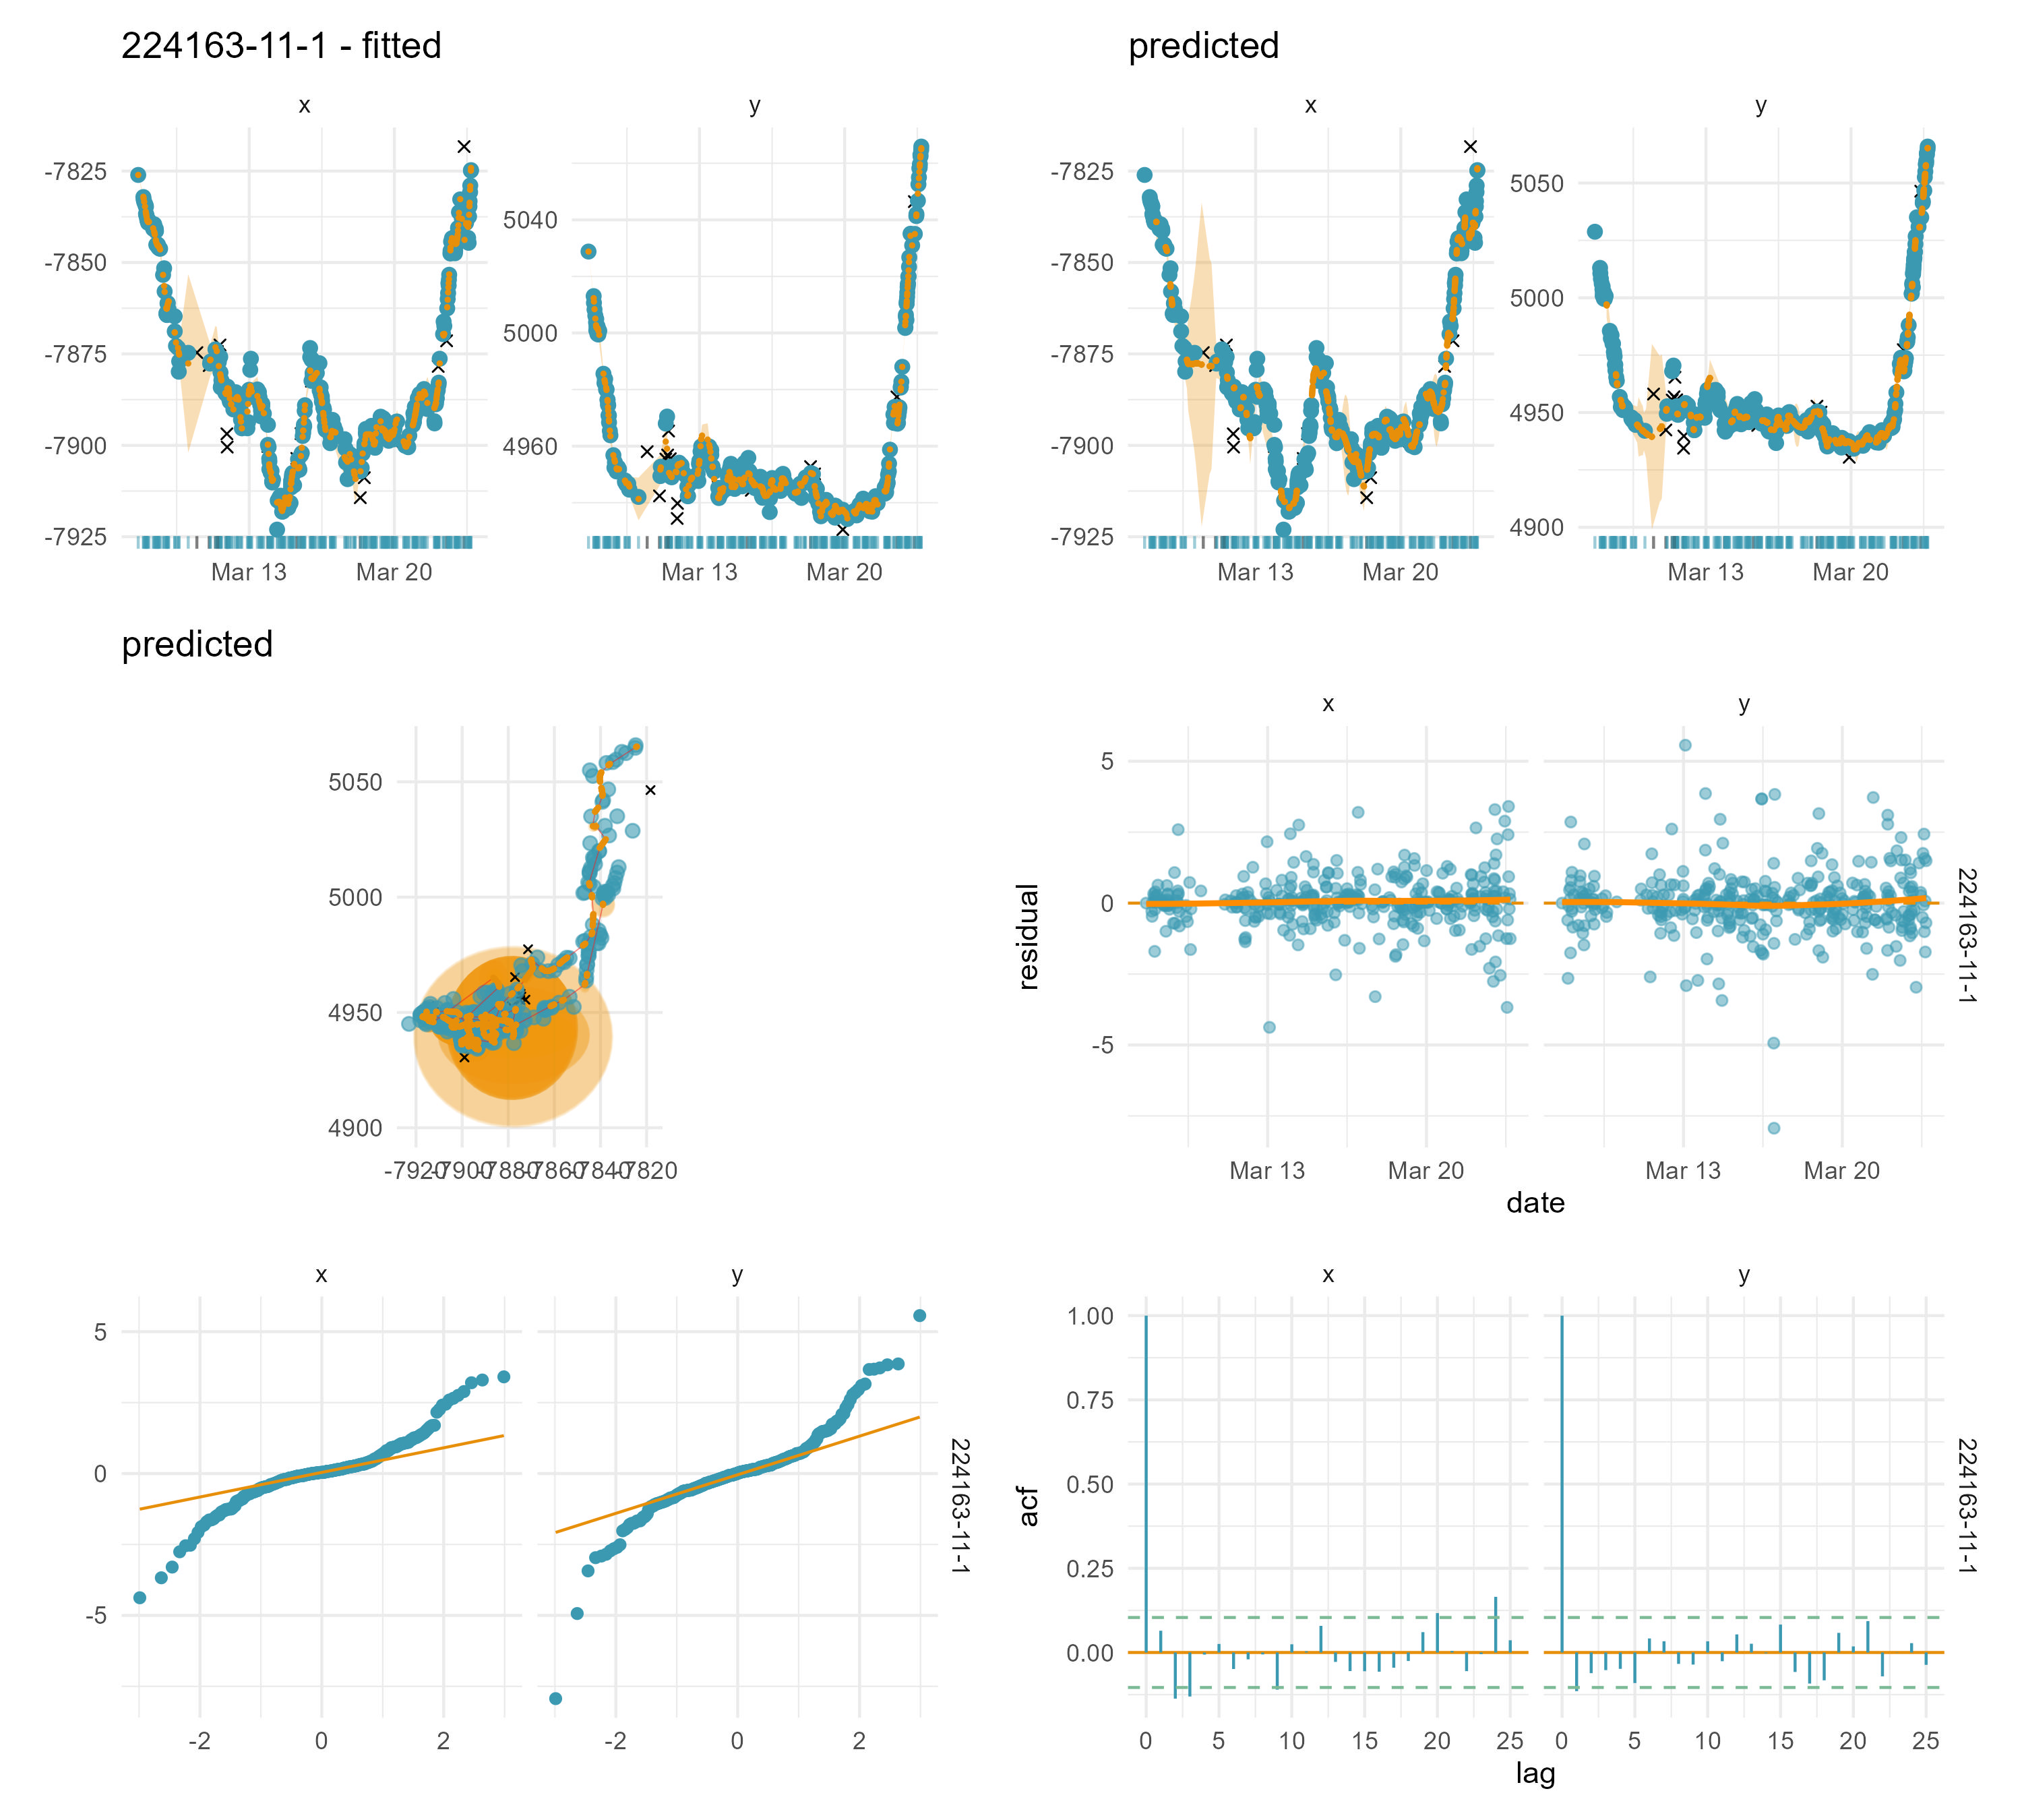 224163-11-1 - fitted
predicted
x
y
x
y
-7825
-7850
-7875
-7900
-7925
5040
5000
4960
-7825
-7850
-7875
-7900
-7925
5050
5000
4950
4900
Mar 13
Mar 20
Mar 13
Mar 20
Mar 13
Mar 20
Mar 13
Mar 20
predicted
x
y
5050
5000
4950
4900
-7920
-7900
-7880
-7860
-7840
-7820
residual
5
0
-5
224163-11-1
Mar 13
Mar 20
Mar 13
Mar 20
date
x
y
x
y
5
0
-5
224163-11-1
-2
0
2
-2
0
2
acf
1.00
0.75
0.50
0.25
0.00
224163-11-1
0
5
10
15
20
25
0
5
10
15
20
25
lag